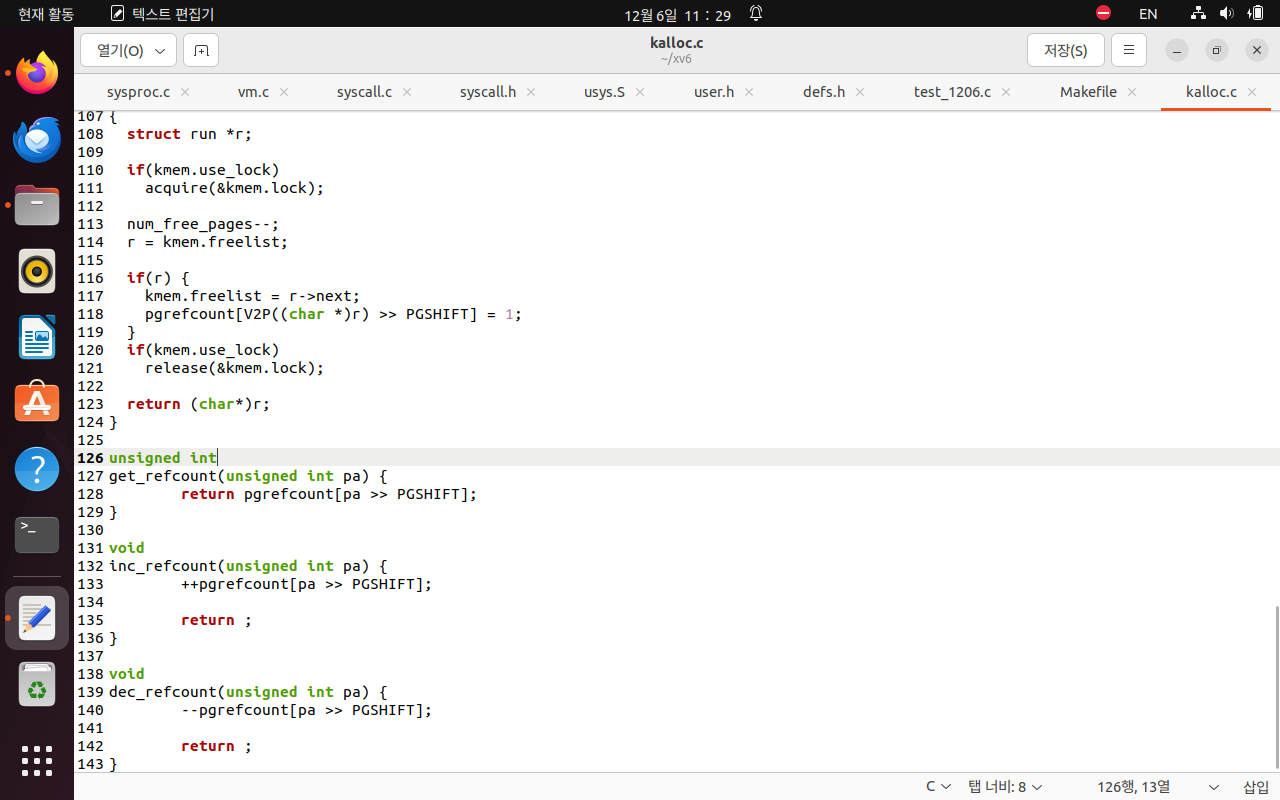 현재 활동 텍스트 편집기 12월 6일 11 : 29 EN
열기(O) kalloc.c 저장(S)
~/xv6
sysproc.c vm.c syscall.c syscall.h usys.S user.h defs.h test_1206.c Makefile kalloc.c
107 {
108   struct run *r;
109
110   if(kmem.use_lock)
111     acquire(&kmem.lock);
112
113   num_free_pages--;
114   r = kmem.freelist;
115
116   if(r) {
117     kmem.freelist = r->next;
118     pgrefcount[V2P((char *)r) >> PGSHIFT] = 1;
119   }
120   if(kmem.use_lock)
121     release(&kmem.lock);
122
123   return (char*)r;
124 }
125
126 unsigned int
127 get_refcount(unsigned int pa) {
128         return pgrefcount[pa >> PGSHIFT];
129 }
130
131 void
132 inc_refcount(unsigned int pa) {
133         ++pgrefcount[pa >> PGSHIFT];
134
135         return ;
136 }
137
138 void
139 dec_refcount(unsigned int pa) {
140         --pgrefcount[pa >> PGSHIFT];
141
142         return ;
143 }
C 탭 너비: 8 126행, 13열 삽입